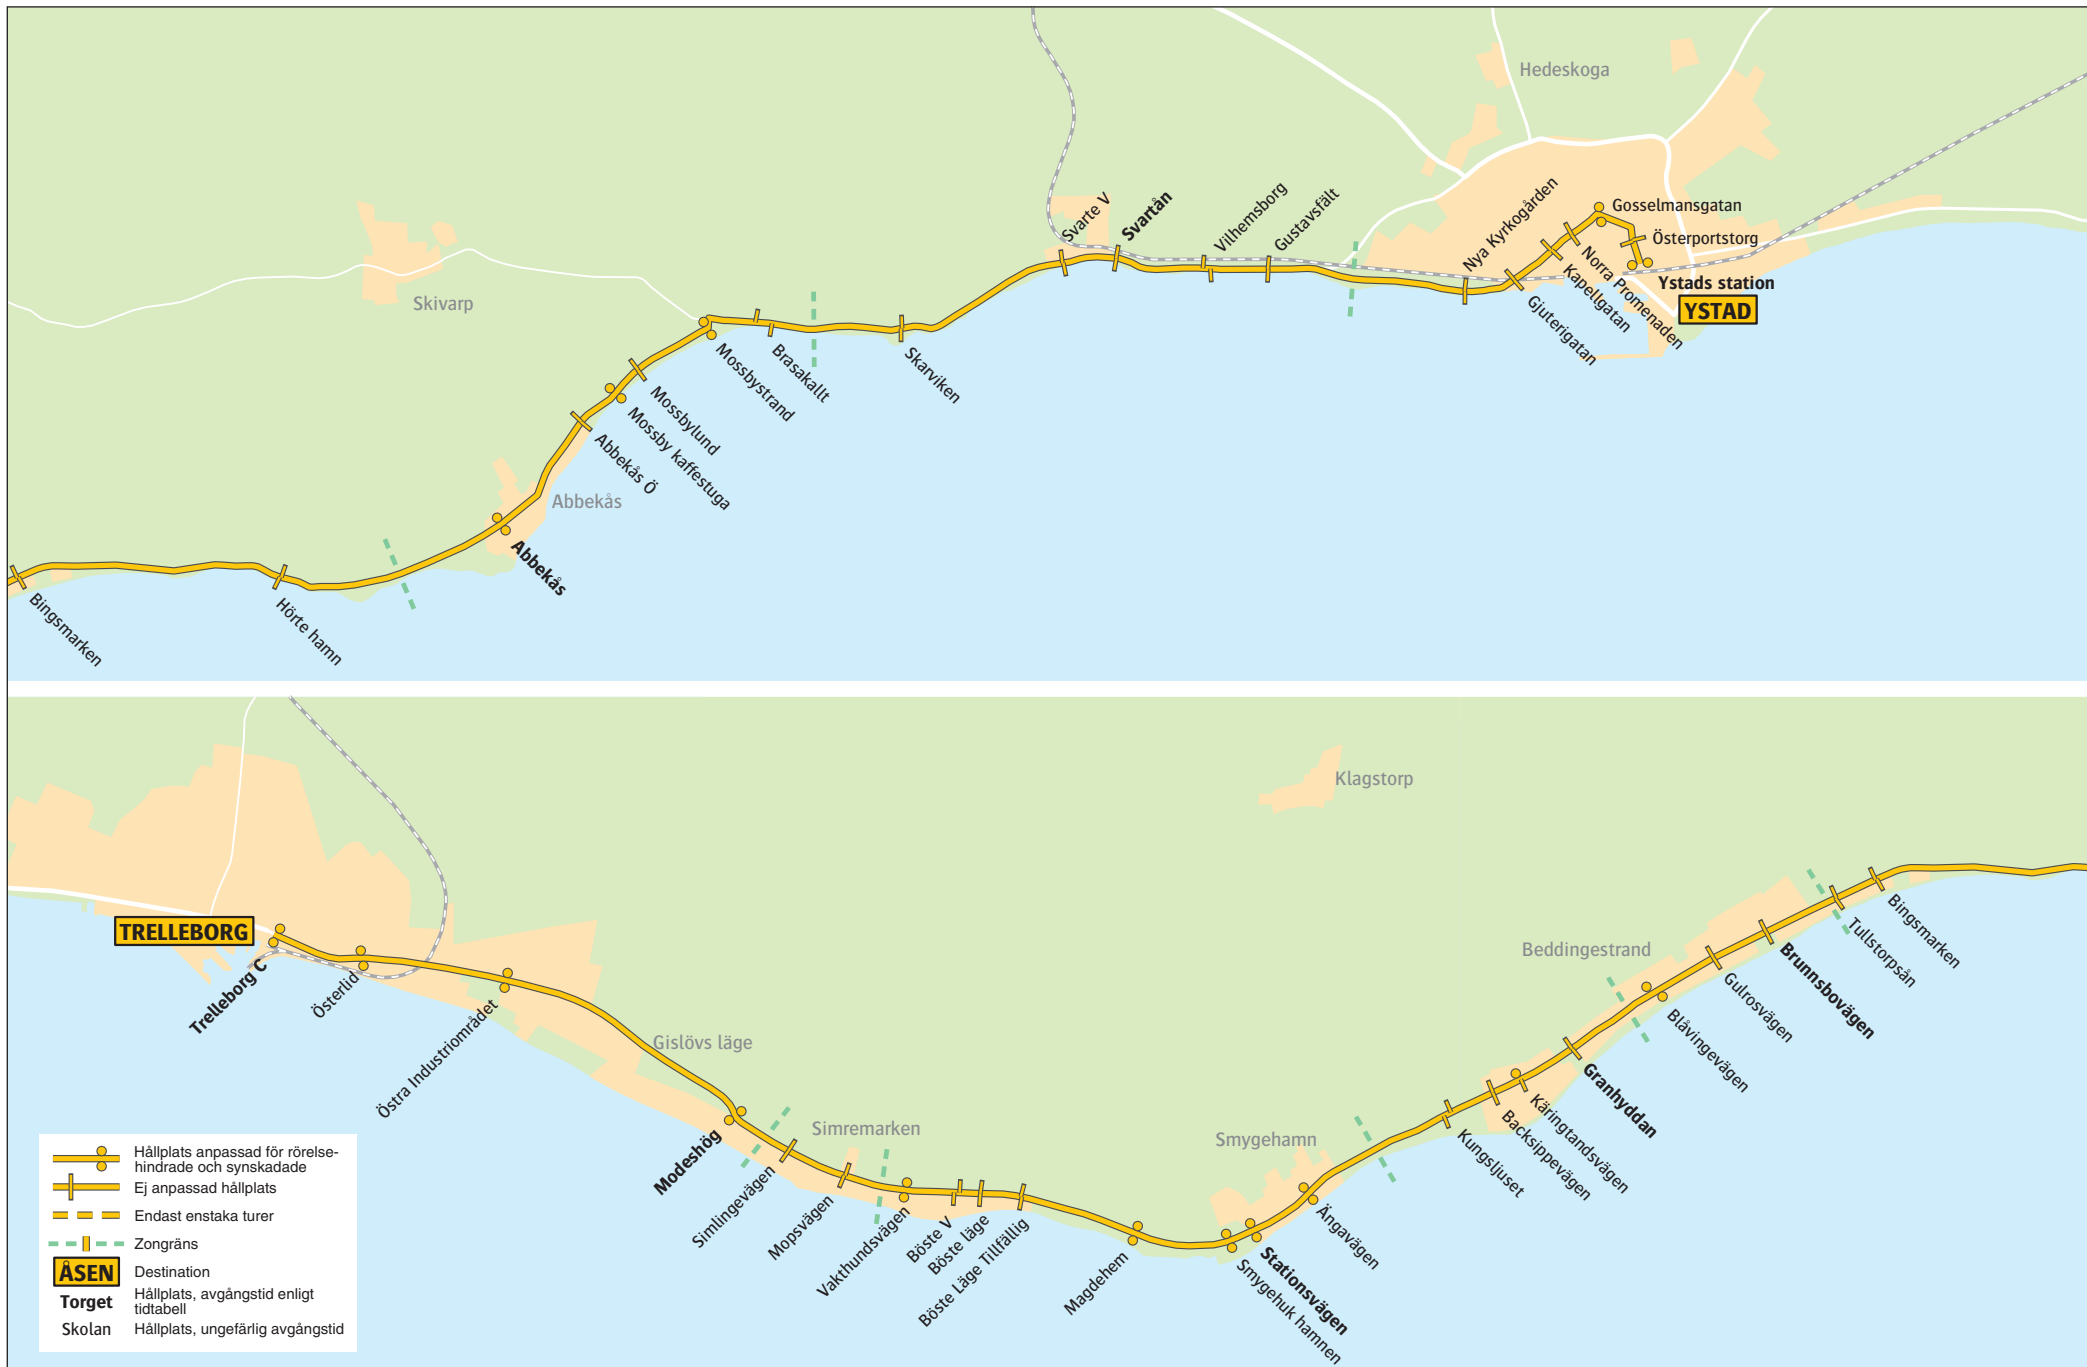 Hedeskoga
Skivarp
Svarte V
Svartån
Vilhemsborg
Gustavsfält
Nya Kyrkogården
Gosselmansgatan
Österportstorg
Ystads station
YSTAD
Norra Promenaden
Kapellgatan
Gjuterigatan
Skarviken
Brasakallt
Mossbystrand
Mossbylund
Mossby kaffestuga
Abbekås Ö
Abbekås
Abbekås
Hörte hamn
Bingsmarken
Klagstorp
TRELLEBORG
Trelleborg C
Österlid
Östra Industriområdet
Gislövs läge
Modeshög
Simlingevägen
Simremarken
Mopsvägen
Vakthundsvägen
Böste V
Böste läge
Böste Läge Tillfällig
Magdehem
Smygehamn
Smygehuk hamnen
Stationsvägen
Ängavägen
Kungsljuset
Backsippevägen
Käringtandsvägen
Granhyddan
Beddingestrand
Blåvingevägen
Gulrosvägen
Brunnsbovägen
Tullstorpsån
Bingsmarken
Hållplats anpassad för rörelse-
hindrade och synskadade
Ej anpassad hållplats
Endast enstaka turer
Zongräns
ÅSEN Destination
Torget Hållplats, avgångstid enligt
tidtabell
Skolan Hållplats, ungefärlig avgångstid